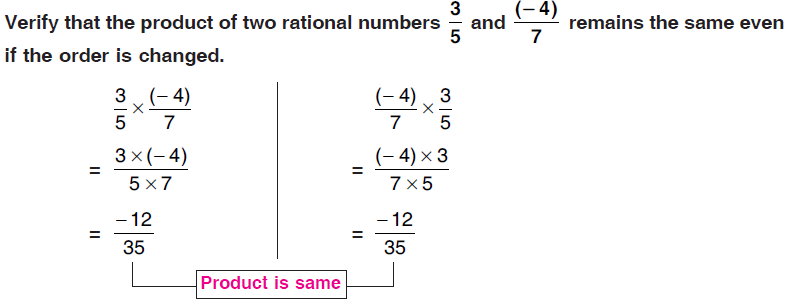 Verify that the product of two rational numbers 3/5 and (– 4)/7 remains the same even
if the order is changed.
3/5 × (– 4)/7
= 3 × (– 4)/5 × 7
= – 12/35
(– 4)/7 × 3/5
= (– 4) × 3/7 × 5
= – 12/35
Product is same